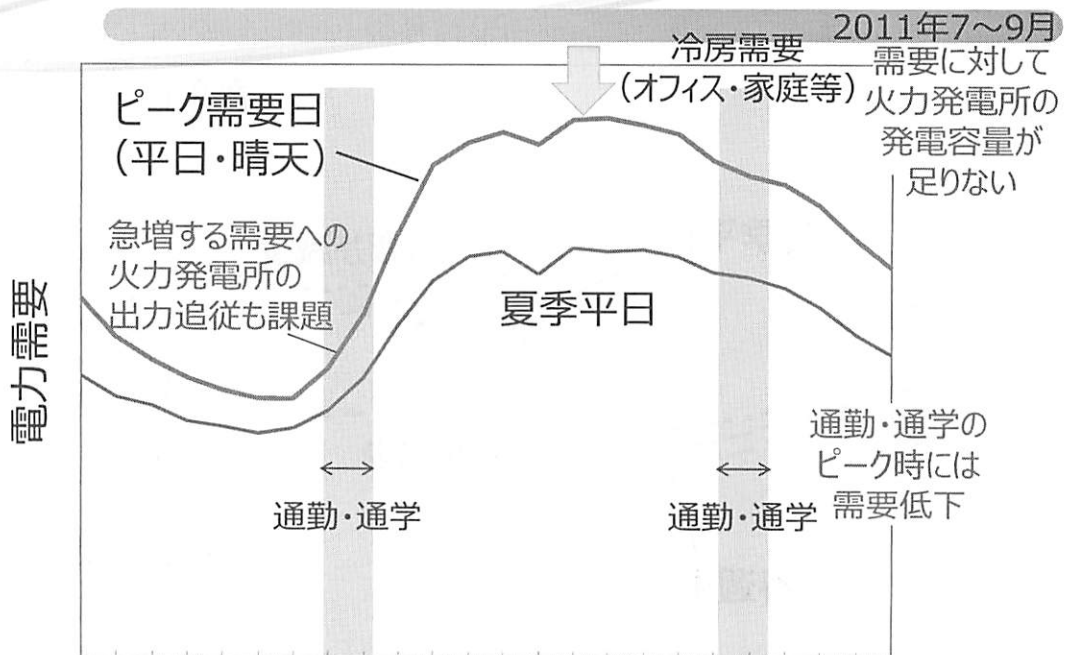 2011年7～9月
冷房需要
（オフィス・家庭等）
需要に対して
火力発電所の
発電容量が
足りない
ピーク需要日
（平日・晴天）
急増する需要への
火力発電所の
出力追従も課題
夏季平日
電力需要
通勤・通学の
ピーク時には
需要低下
通勤・通学
通勤・通学